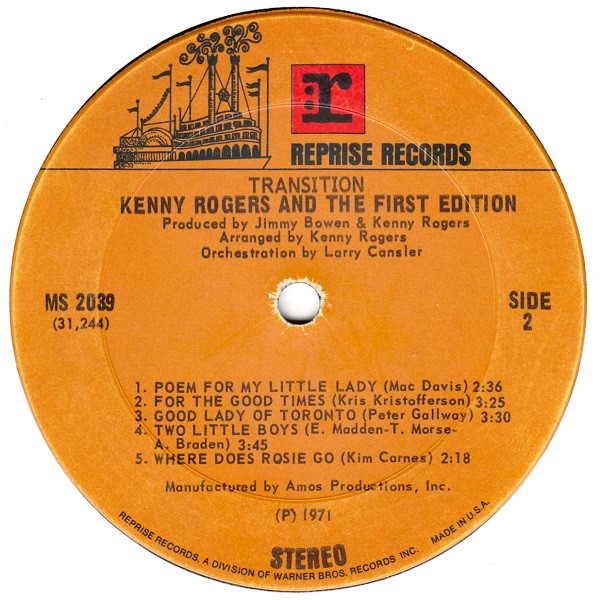 r:
REPRISE RECORDS
TRANSITION
KENNY ROGERS AND THE FIRST EDITION
Produced by Jimmy Bowen & Kenny Rogers
Arranged by Kenny Rogers
Orchestration by Larry Cansler
MS 2039
(31,244)
SIDE
2
1. POEM FOR MY LITTLE LADY (Mac Davis) 2:36
2. FOR THE GOOD TIMES (Kris Kristofferson) 3:25
3. GOOD LADY OF TORONTO (Peter Gallway) 3:30
4. TWO LITTLE BOYS (E. Madden-T. Morse-
A. Braden) 3:45
5. WHERE DOES ROSIE GO (Kim Carnes) 2:18
Manufactured by Amos Productions, Inc.
(P) 1971
STEREO
REPRISE RECORDS, A DIVISION OF WARNER BROS. RECORDS INC. MADE IN U.S.A.